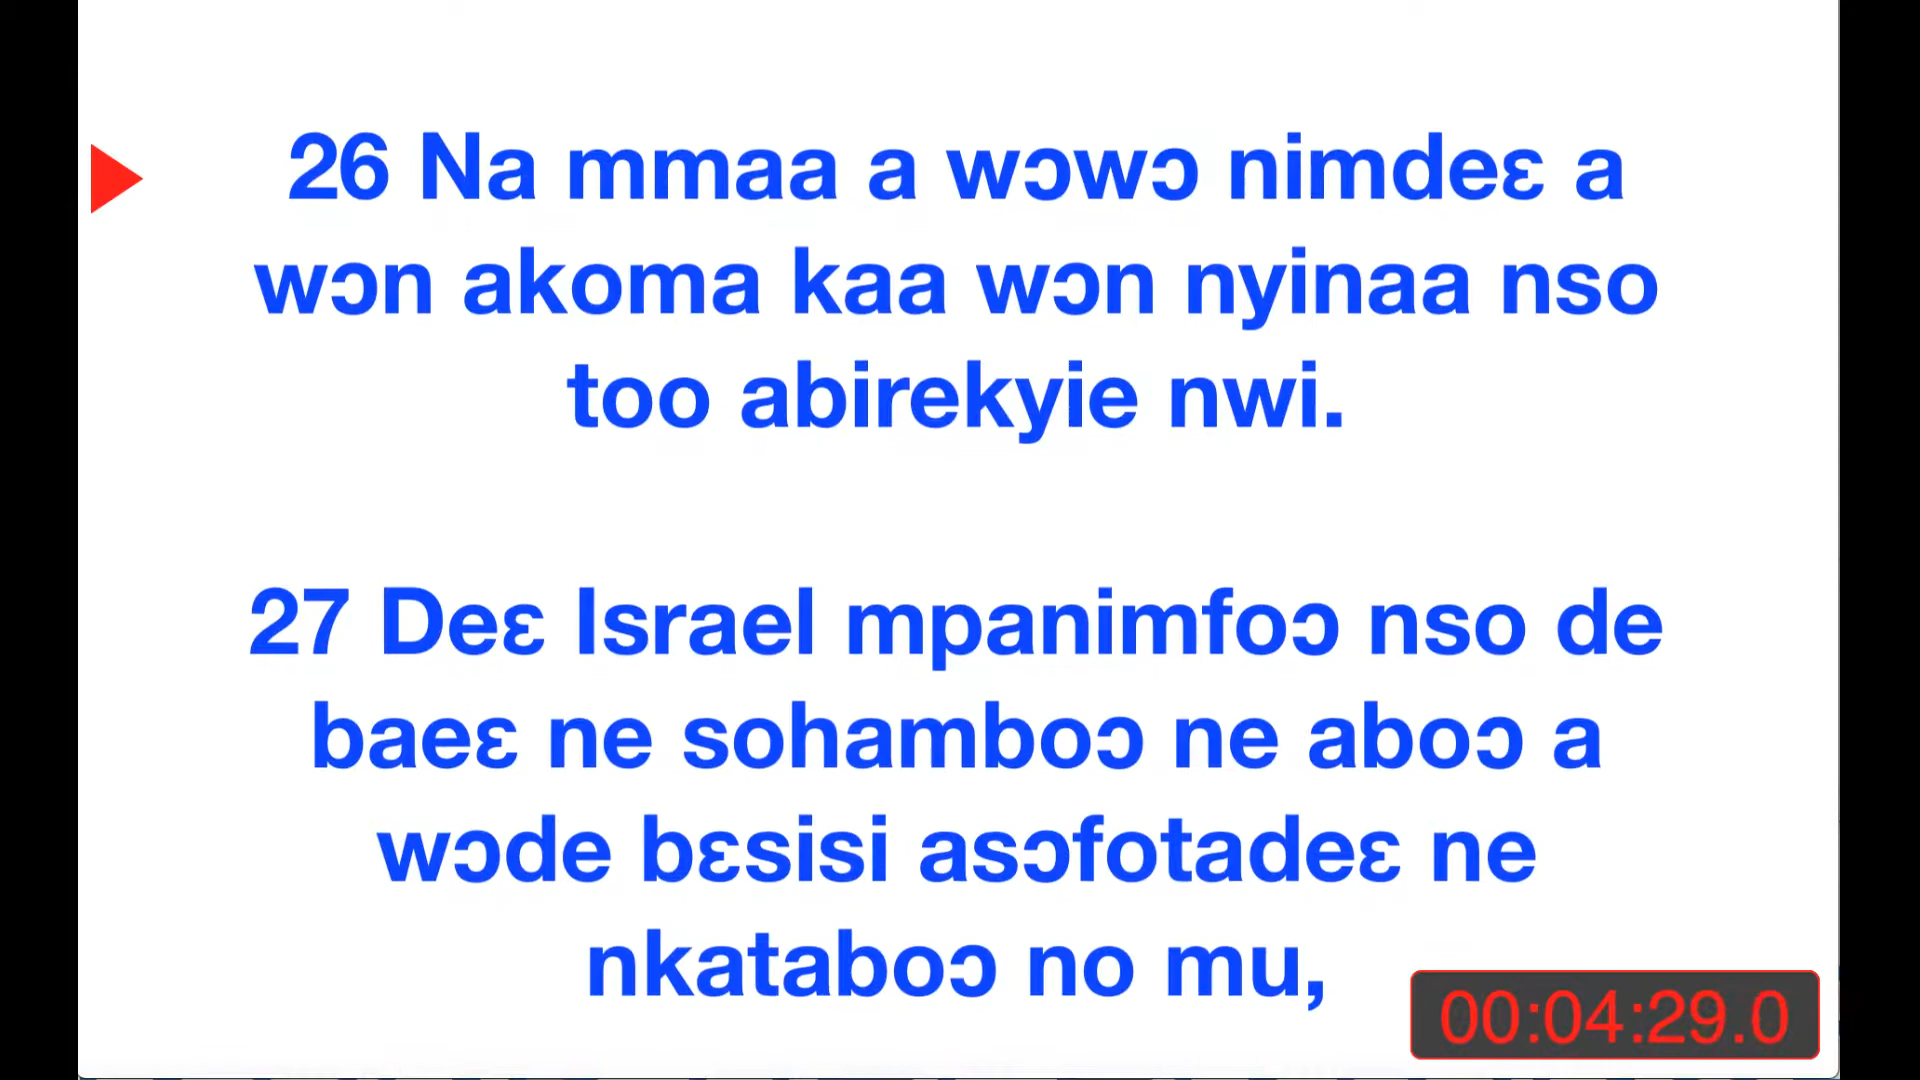 26 Na mmaa a wɔwɔ nimdeɛ a
wɔn akoma kaa wɔn nyinaa nso
too abirekyie nwi.
27 Deɛ Israel mpanimfoɔ nso de
baeɛ ne sohamboɔ ne aboɔ a
wɔde bɛsisi asɔfotadeɛ ne
nkataboɔ no mu,
00:04:29.0